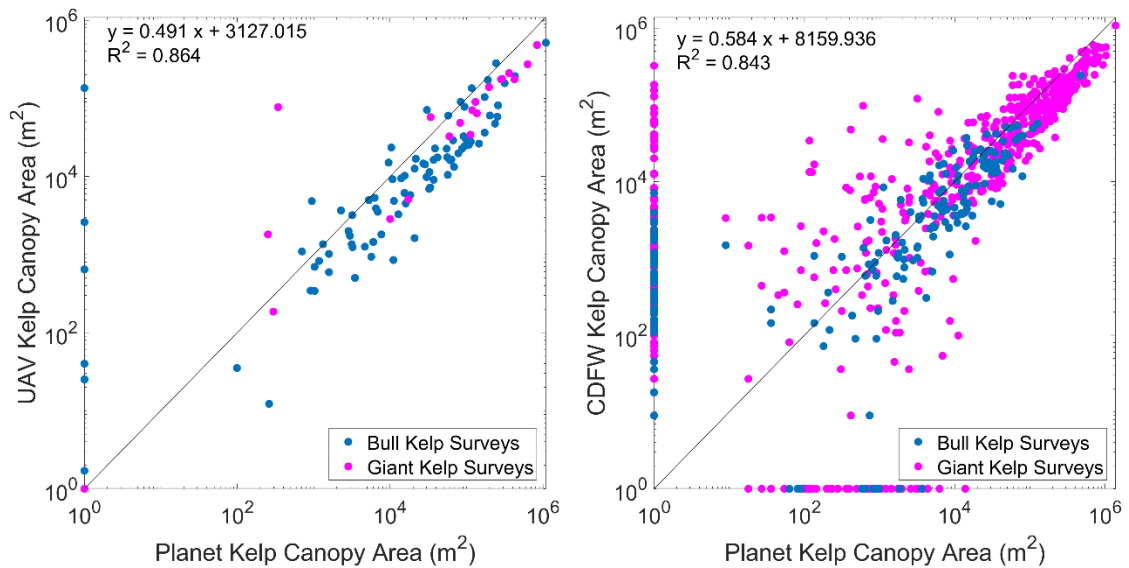 y = 0.491 x + 3127.015
R² = 0.864
10⁶
10⁴
10²
10⁰
UAV Kelp Canopy Area (m²)
Bull Kelp Surveys
Giant Kelp Surveys
10⁰ 10² 10⁴ 10⁶
Planet Kelp Canopy Area (m²)
y = 0.584 x + 8159.936
R² = 0.843
10⁶
10⁴
10²
10⁰
CDFW Kelp Canopy Area (m²)
Bull Kelp Surveys
Giant Kelp Surveys
10⁰ 10² 10⁴ 10⁶
Planet Kelp Canopy Area (m²)